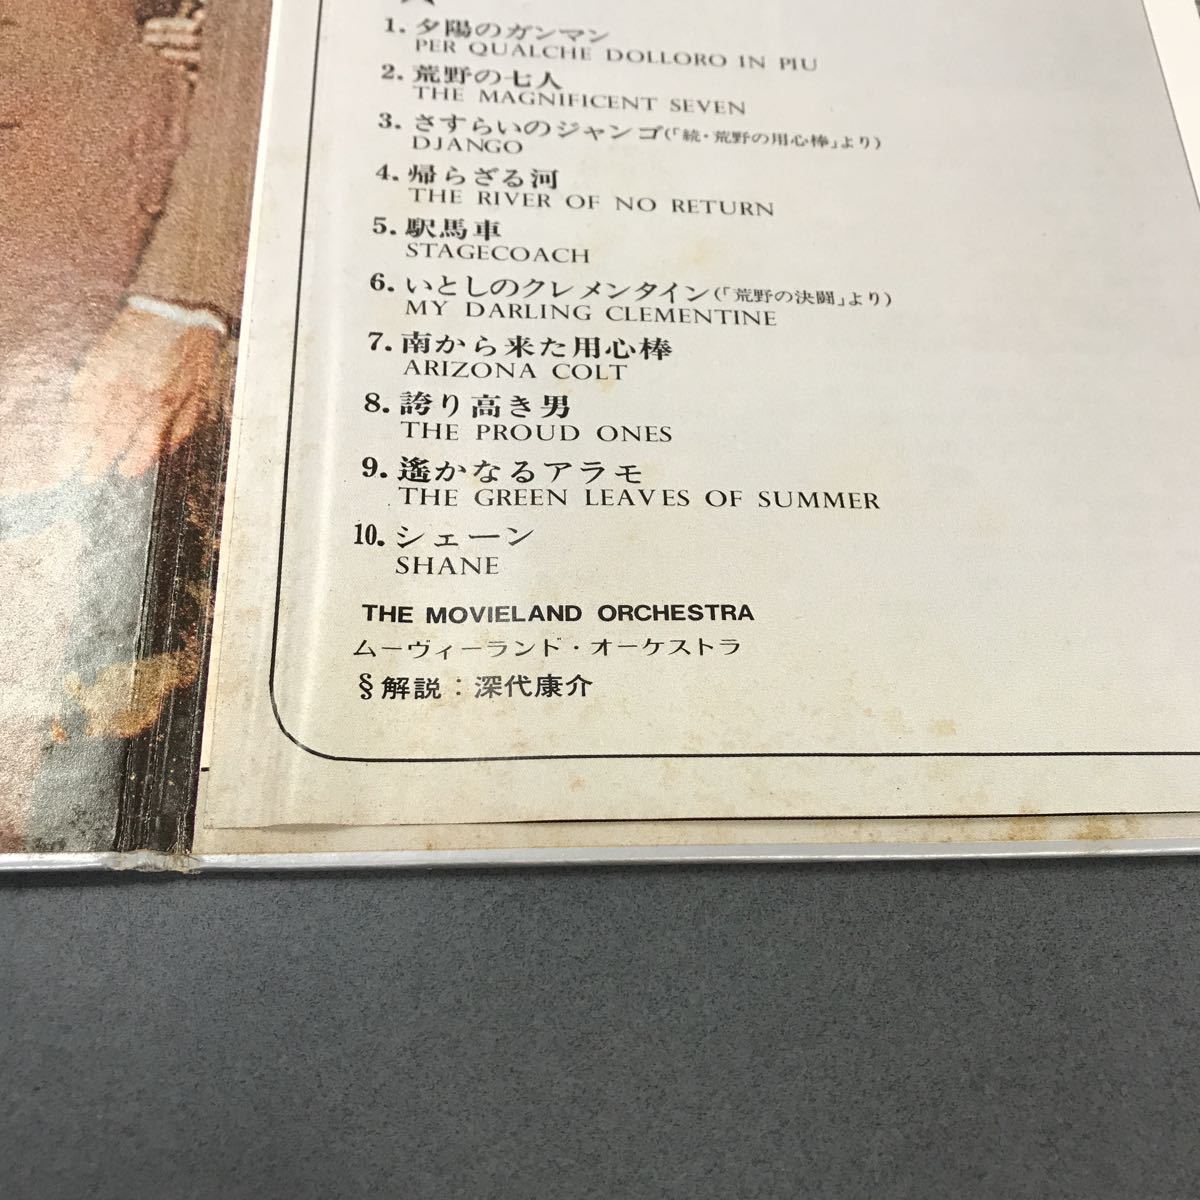 1. 夕陽のガンマン
PER QUALCHE DOLLORO IN PIU
2. 荒野の七人
THE MAGNIFICENT SEVEN
3. さすらいのジャンゴ(「続・荒野の用心棒」より)
DJANGO
4. 帰らざる河
THE RIVER OF NO RETURN
5. 駅馬車
STAGECOACH
6. いとしのクレメンタイン(「荒野の決闘」より)
MY DARLING CLEMENTINE
7. 南から来た用心棒
ARIZONA COLT
8. 誇り高き男
THE PROUD ONES
9. 遙かなるアラモ
THE GREEN LEAVES OF SUMMER
10. シェーン
SHANE
THE MOVIELAND ORCHESTRA
ムーヴィーランド・オーケストラ
§解説：深代康介